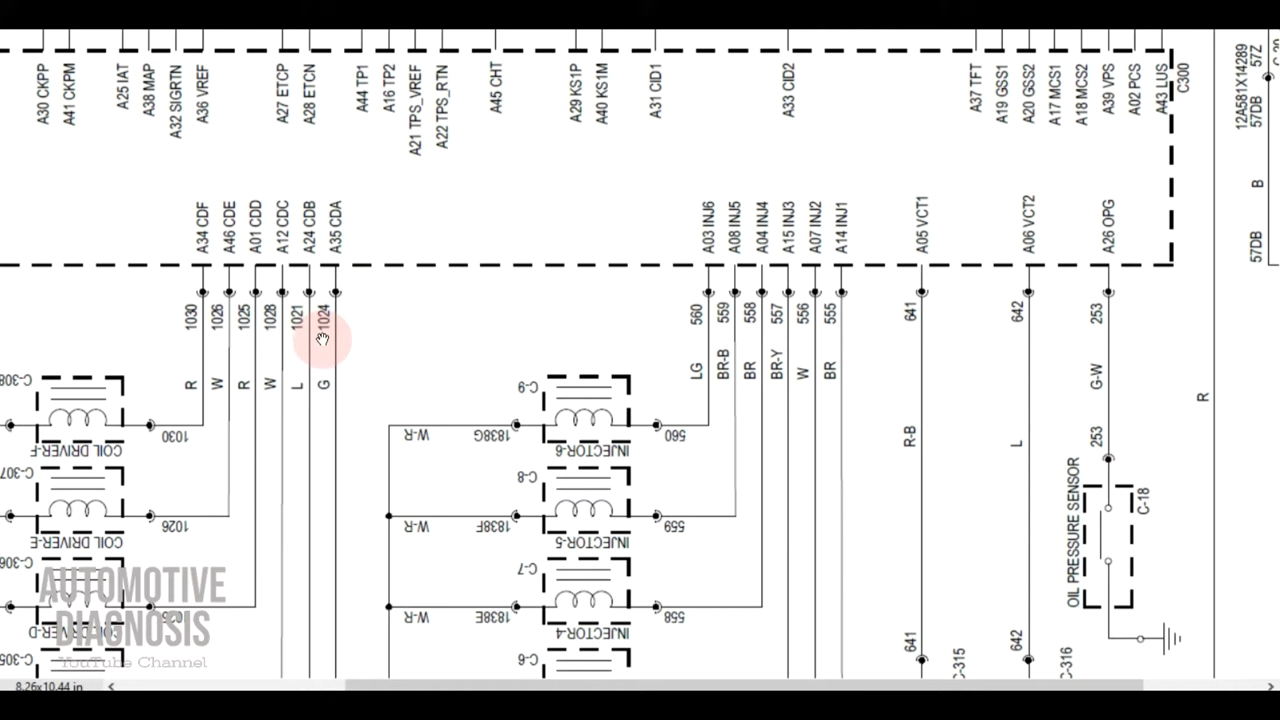 A30 CKPP
A41 CKPM
A25 IAT
A38 MAP
A32 SIGRTN
A36 VREF
A27 ETCP
A28 ETCN
A44 TP1
A16 TP2
A21 TPS_VREF
A22 TPS_RTN
A45 CHT
A29 KS1P
A40 KS1M
A31 CID1
A33 CID2
A37 TFT
A19 GSS1
A20 GSS2
A17 MCS1
A18 MCS2
A39 VPS
A02 PCS
A43 LUS
C300
12A581X14289
57DB
57Z
B
57DB
A34 CDF
A46 CDE
A01 CDD
A12 CDC
A24 CDB
A35 CDA
A03 INJ6
A08 INJ5
A04 INJ4
A15 INJ3
A07 INJ2
A14 INJ1
A05 VCT1
A06 VCT2
A26 OPG
1030
1026
1025
1028
1021
1024
560
559
558
557
556
555
641
642
253
R
W
R
W
L
G
LG
BR-B
BR
BR-Y
W
BR
R-B
L
G-W
R
C-308
1030
COIL DRIVER-F
C-307
1026
COIL DRIVER-E
C-306
1025
COIL DRIVER-D
C-305
W-R
1838G
C-9
560
INJECTOR-6
W-R
1838F
C-8
559
INJECTOR-5
W-R
1838E
C-7
558
INJECTOR-4
C-6
253
OIL PRESSURE SENSOR
C-18
641
C-315
642
C-316
AUTOMOTIVE
DIAGNOSIS
YouTube Channel
8.26x10.44 in